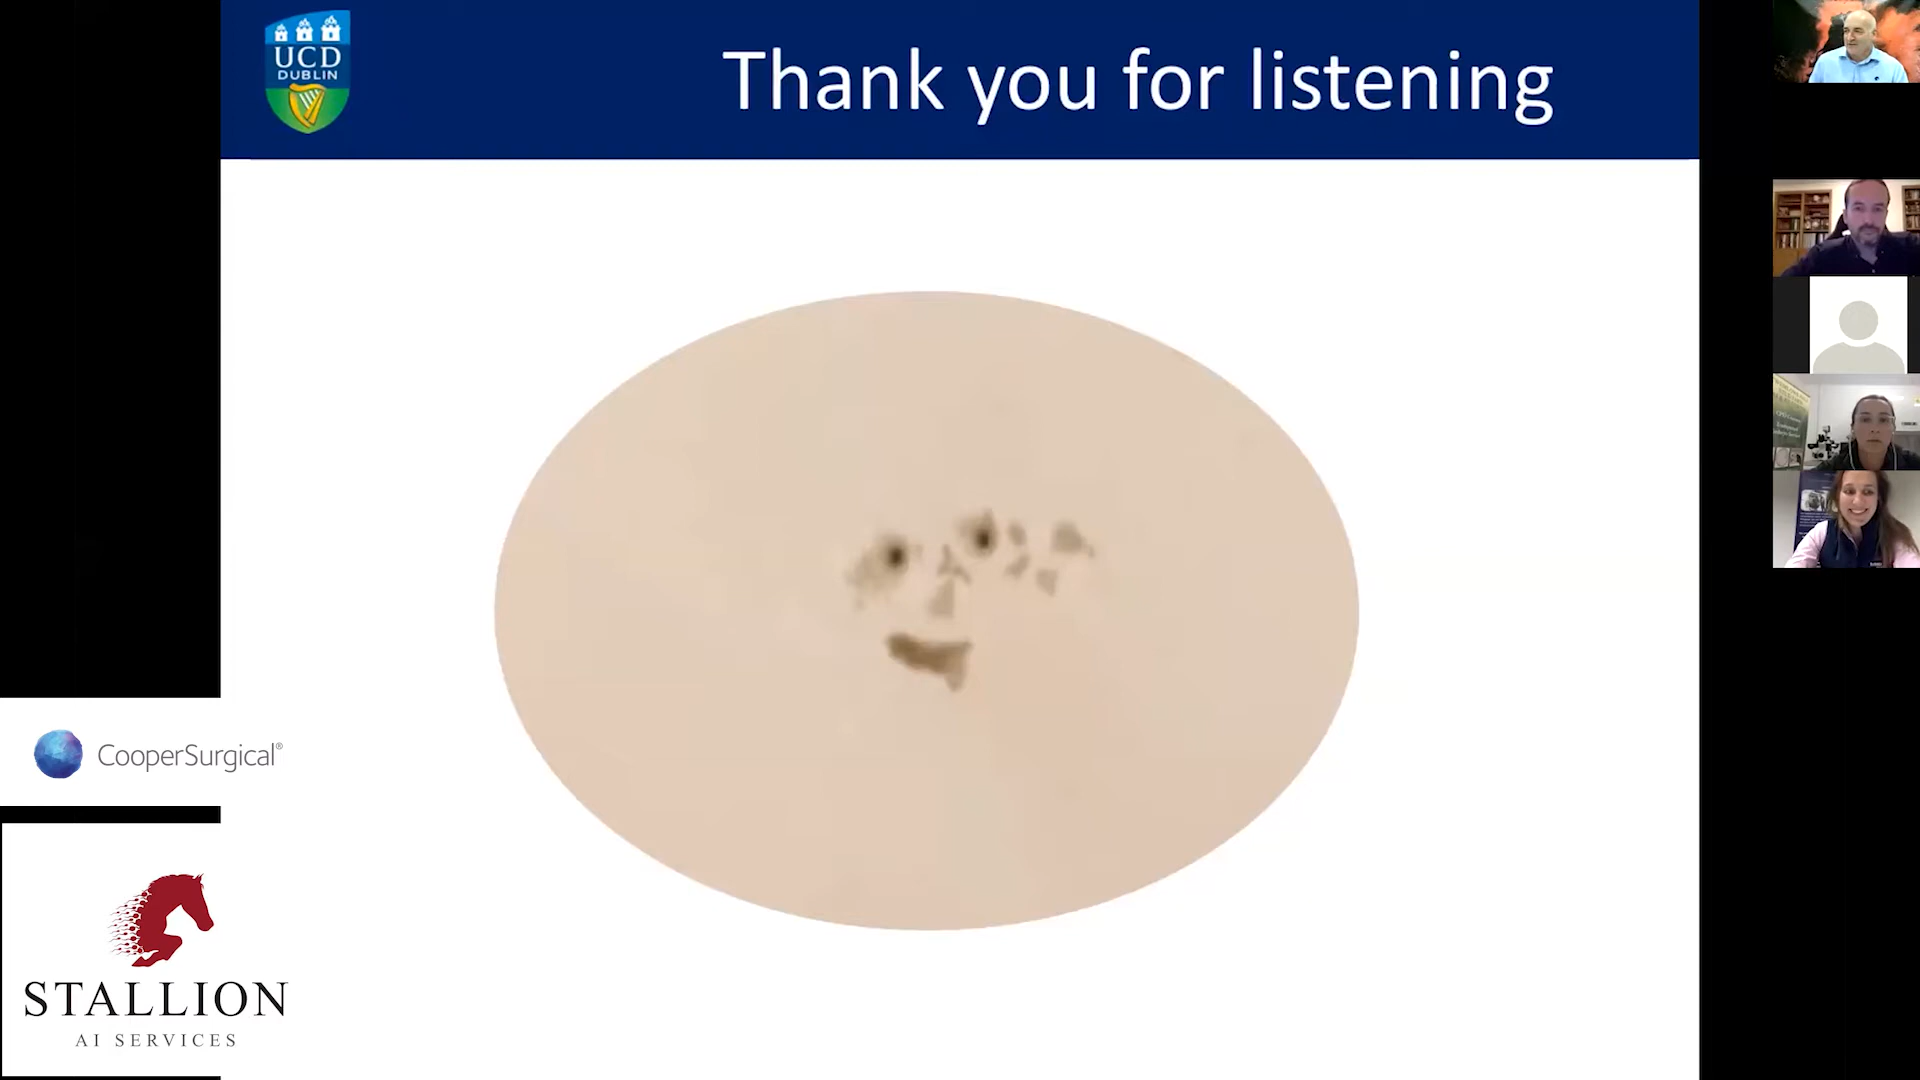 UCD
DUBLIN
Thank you for listening
CooperSurgical®
STALLION
AI SERVICES